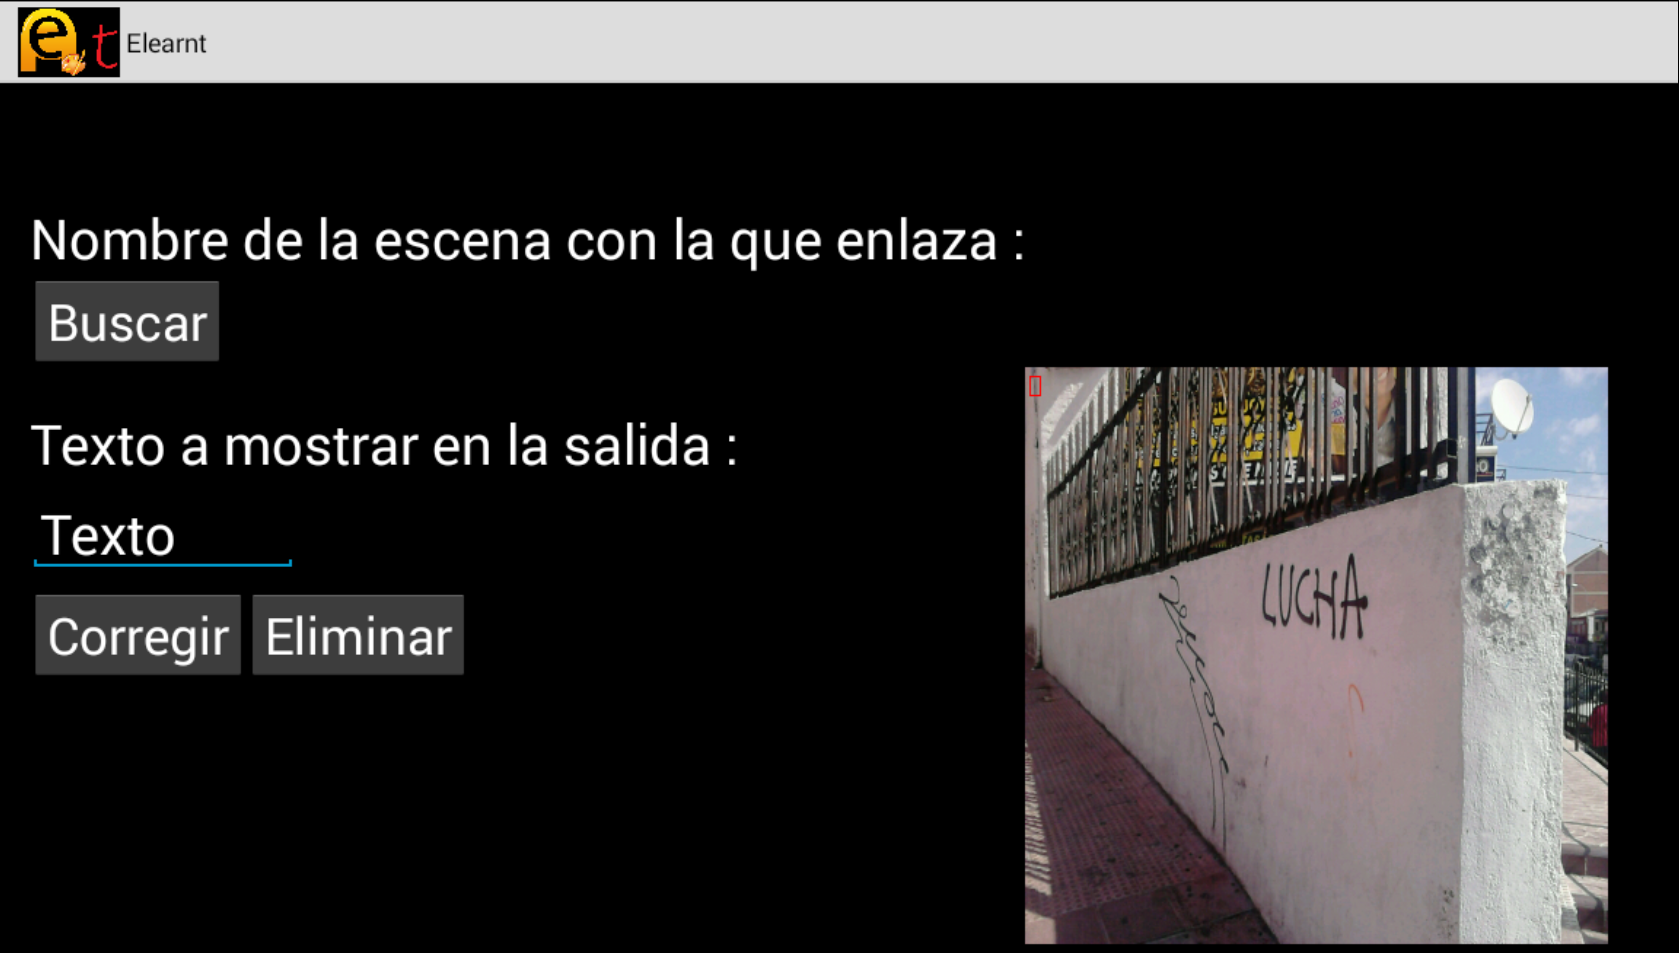 et Elearnt
Nombre de la escena con la que enlaza :
Buscar
Texto a mostrar en la salida :
Texto
Corregir Eliminar
LUCHA